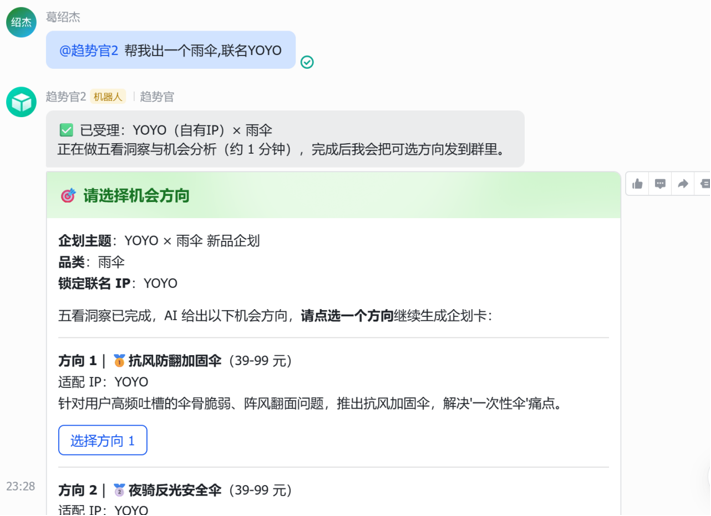 绍杰
葛绍杰
@趋势官2 帮我出一个雨伞,联名YOYO
趋势官2 机器人 | 趋势官
✅ 已受理：YOYO（自有IP）× 雨伞
正在做五看洞察与机会分析（约 1 分钟），完成后我会把可选方向发到群里。
🎯 请选择机会方向
企划主题：YOYO × 雨伞 新品企划
品类：雨伞
锁定联名 IP：YOYO
五看洞察已完成，AI 给出以下机会方向，请点选一个方向继续生成企划卡：
方向 1｜🥇抗风防翻加固伞（39-99 元）
适配 IP：YOYO
针对用户高频吐槽的伞骨脆弱、阵风翻面问题，推出抗风加固伞，解决'一次性伞'痛点。
选择方向 1
23:28
方向 2｜🥈夜骑反光安全伞（39-99 元）
适配 IP：YOYO